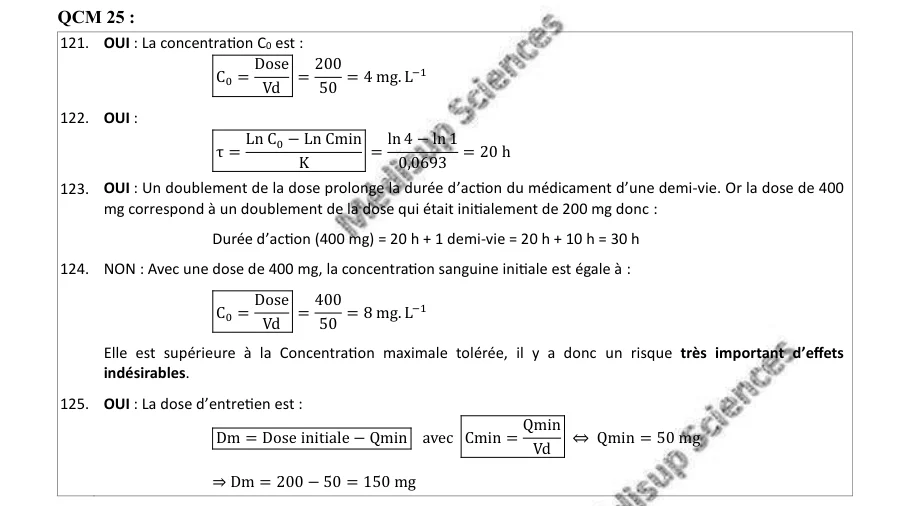 QCM 25 :
121. OUI : La concentration C₀ est :
C₀ = Dose/Vd = 200/50 = 4 mg. L⁻¹
122. OUI :
τ = (Ln C₀ − Ln Cmin)/K = (ln 4 − ln 1)/0,0693 = 20 h
123. OUI : Un doublement de la dose prolonge la durée d’action du médicament d’une demi-vie. Or la dose de 400
mg correspond à un doublement de la dose qui était initialement de 200 mg donc :
Durée d’action (400 mg) = 20 h + 1 demi-vie = 20 h + 10 h = 30 h
124. NON : Avec une dose de 400 mg, la concentration sanguine initiale est égale à :
C₀ = Dose/Vd = 400/50 = 8 mg. L⁻¹
Elle est supérieure à la Concentration maximale tolérée, il y a donc un risque très important d’effets
indésirables.
125. OUI : La dose d’entretien est :
Dm = Dose initiale − Qmin avec Cmin = Qmin/Vd ⇔ Qmin = 50 mg
⇒ Dm = 200 − 50 = 150 mg
Medisup Sciences
Medisup Sciences